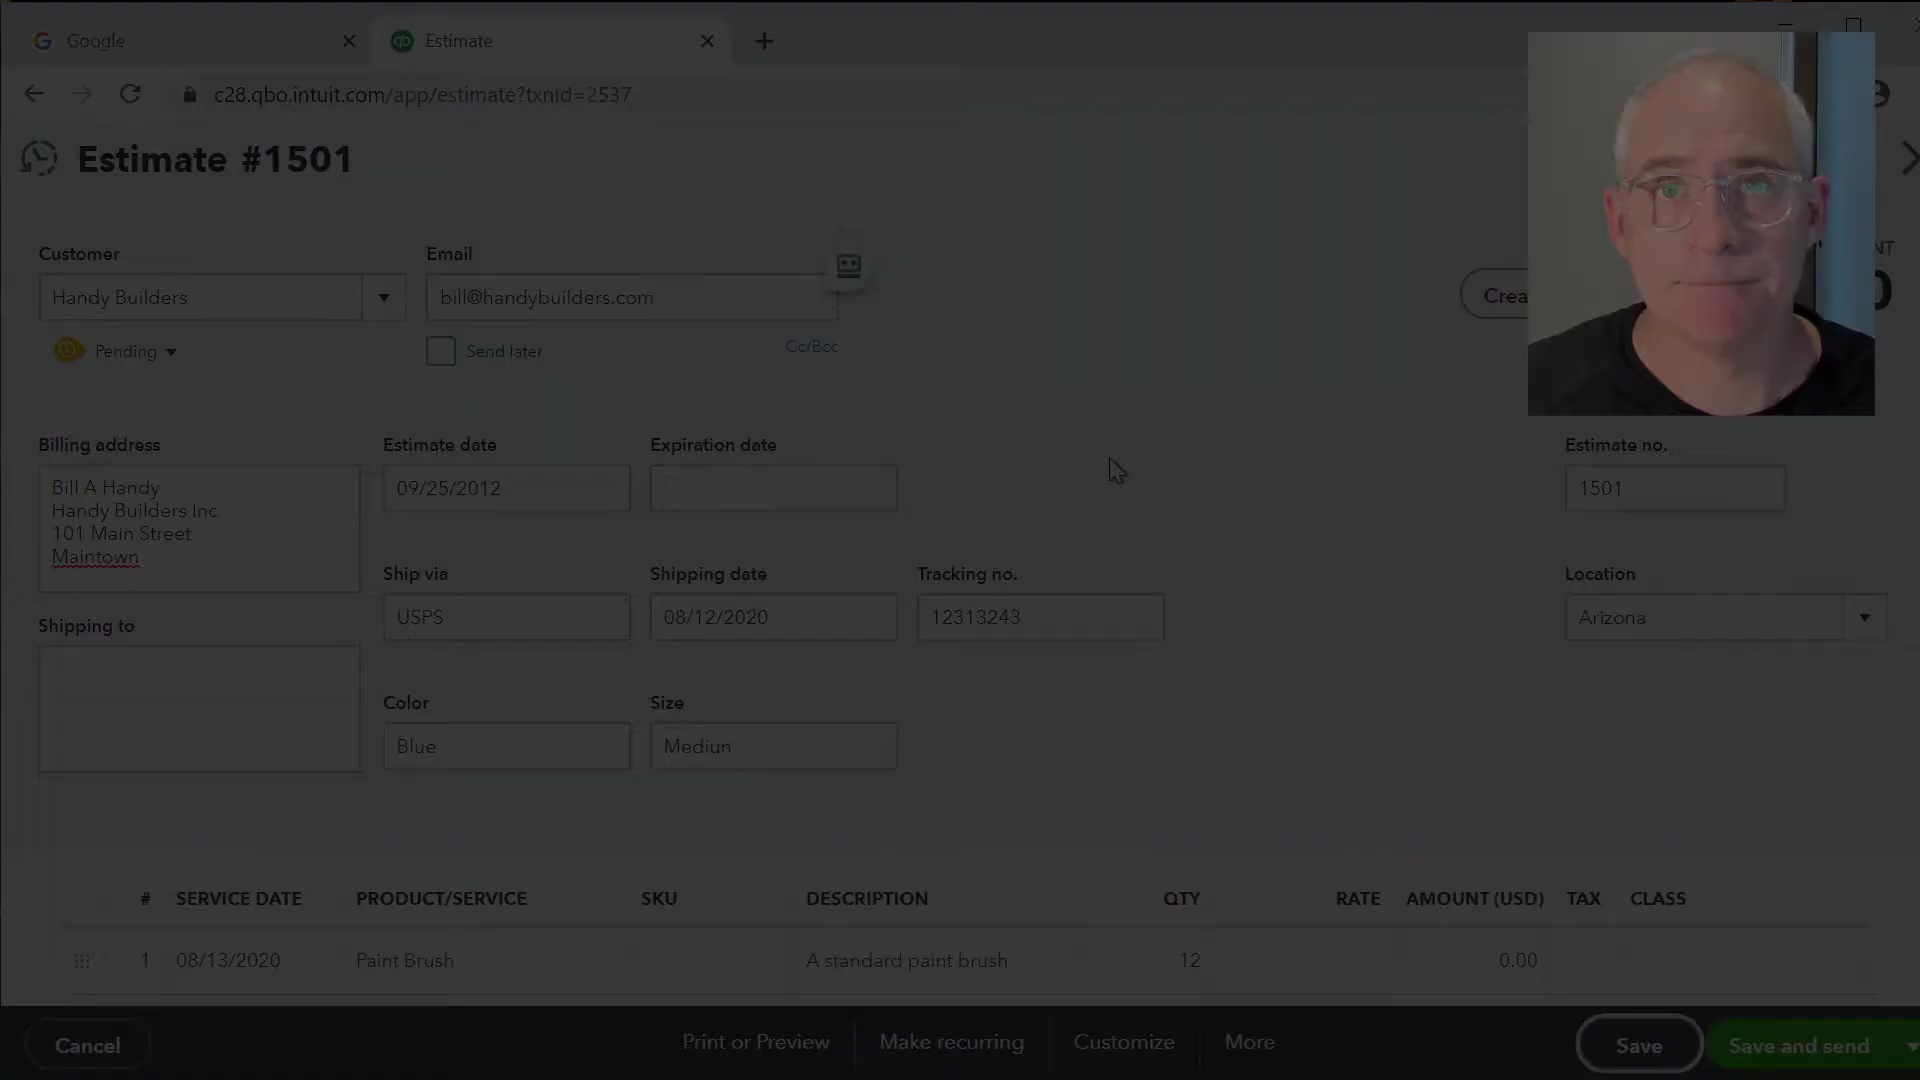 Google
Estimate
c28.qbo.intuit.com/app/estimate?txnId=2537
Estimate #1501
Customer
Email
Handy Builders
bill@handybuilders.com
Pending
Send later
Cc/Bcc
Crea
NT
0
Billing address
Estimate date
Expiration date
Estimate no.
Bill A Handy
Handy Builders Inc
101 Main Street
Maintown
09/25/2012
1501
Ship via
Shipping date
Tracking no.
Location
USPS
08/12/2020
12313243
Arizona
Shipping to
Color
Size
Blue
Mediun
# SERVICE DATE PRODUCT/SERVICE SKU DESCRIPTION QTY RATE AMOUNT (USD) TAX CLASS
1 08/13/2020 Paint Brush A standard paint brush 12 0.00
Cancel
Print or Preview
Make recurring
Customize
More
Save
Save and send